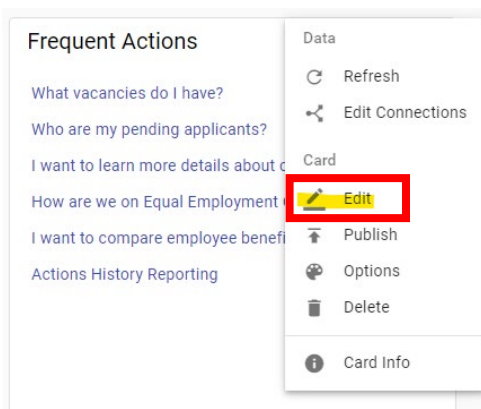 Frequent Actions
What vacancies do I have?
Who are my pending applicants?
I want to learn more details about
How are we on Equal Employment
I want to compare employee
Actions History Reporting
Data
Refresh
Edit Connections
Card
Edit
Publish
Options
Delete
Card Info